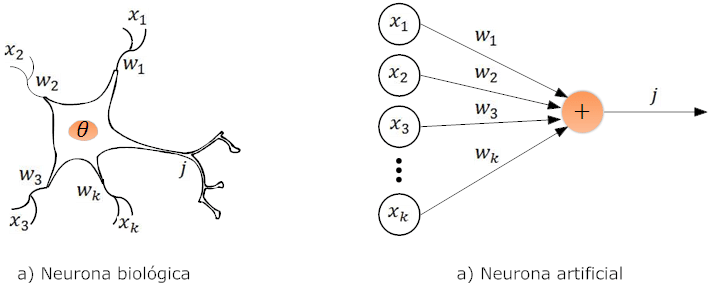 x₁
x₂
w₁
w₂
θ
w₃
wₖ
j
x₃
xₖ
a) Neurona biológica
x₁
w₁
x₂
w₂
x₃
w₃
+
j
wₖ
xₖ
a) Neurona artificial